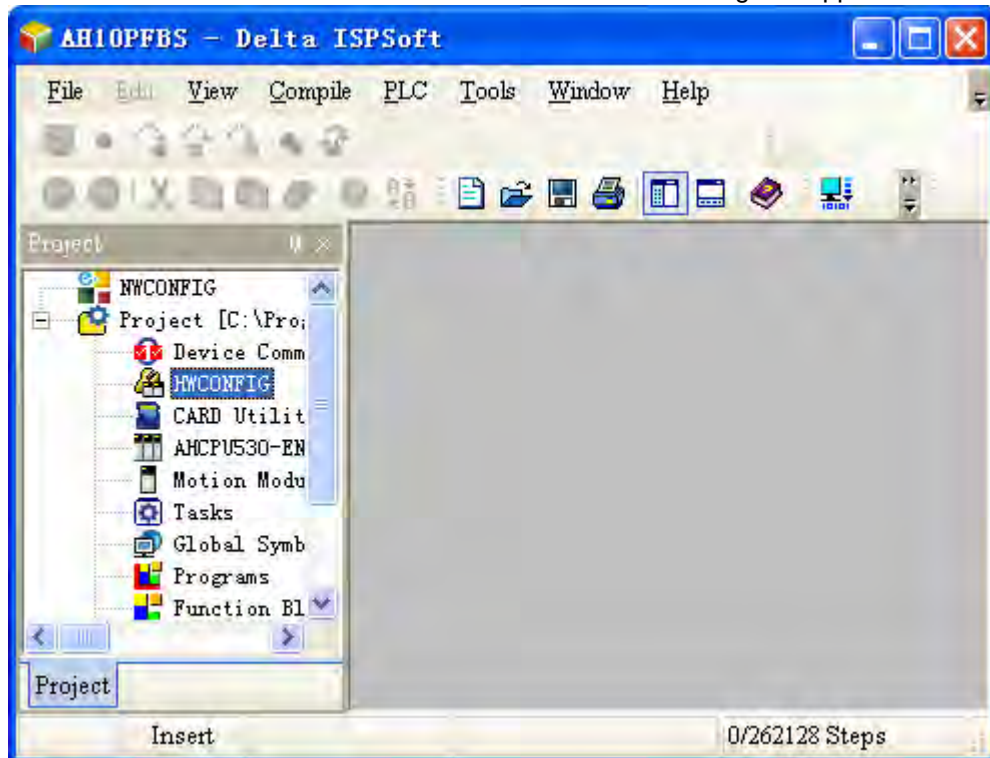 AH10PFBS - Delta ISPSoft
File Edit View Compile PLC Tools Window Help
Project
NWCONFIG
Project [C:\Pro
Device Comm
HWCONFIG
CARD Utilit
AHCPU530-EN
Motion Modu
Tasks
Global Symb
Programs
Function Bl
Project
Insert 0/262128 Steps